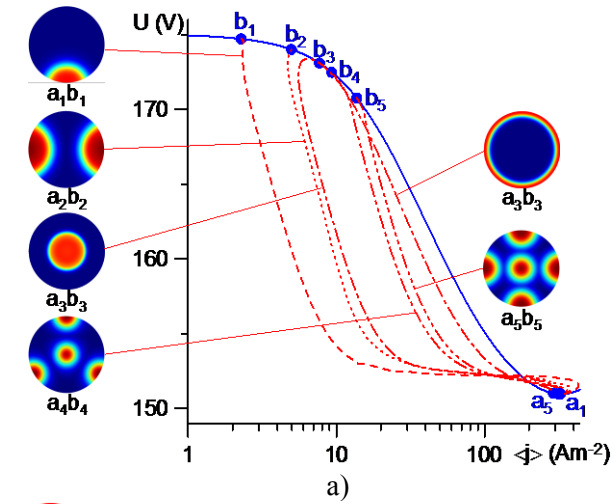 U (V)
b₁
b₂
b₃
b₄
b₅
170
160
150
a₁b₁
a₂b₂
a₃b₃
a₄b₄
a₃b₃
a₅b₅
a₅
a₁
1
10
100
<j> (Am⁻²)
a)